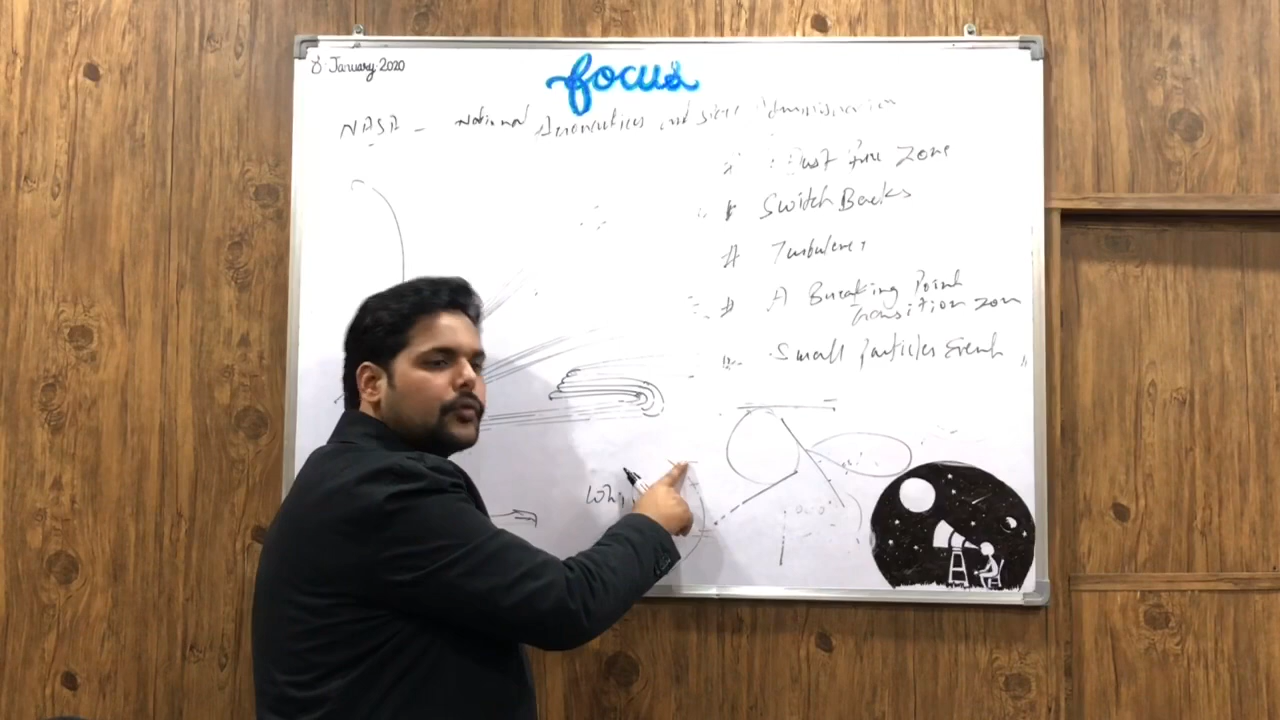 8 January 2020
focus
NASA - National Aeronautics and Space Administration
# Dust free zone
# Switch Backs
# Turbulence
# A Breaking Point
Transition zone
Small Particles Event